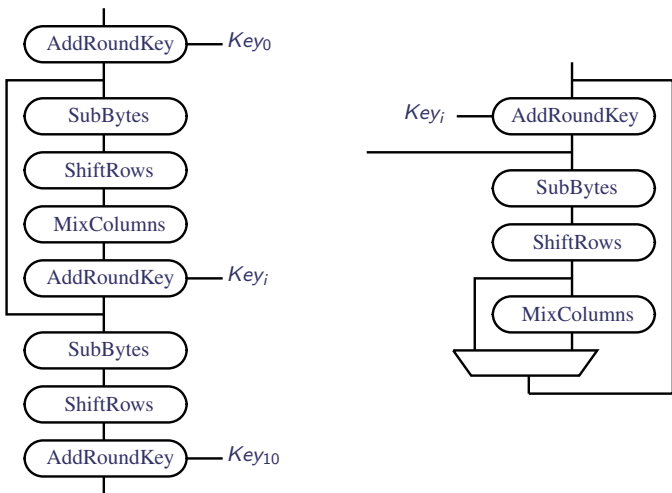 AddRoundKey Key0
SubBytes
ShiftRows
MixColumns
AddRoundKey Keyi
SubBytes
ShiftRows
AddRoundKey Key10
Keyi AddRoundKey
SubBytes
ShiftRows
MixColumns